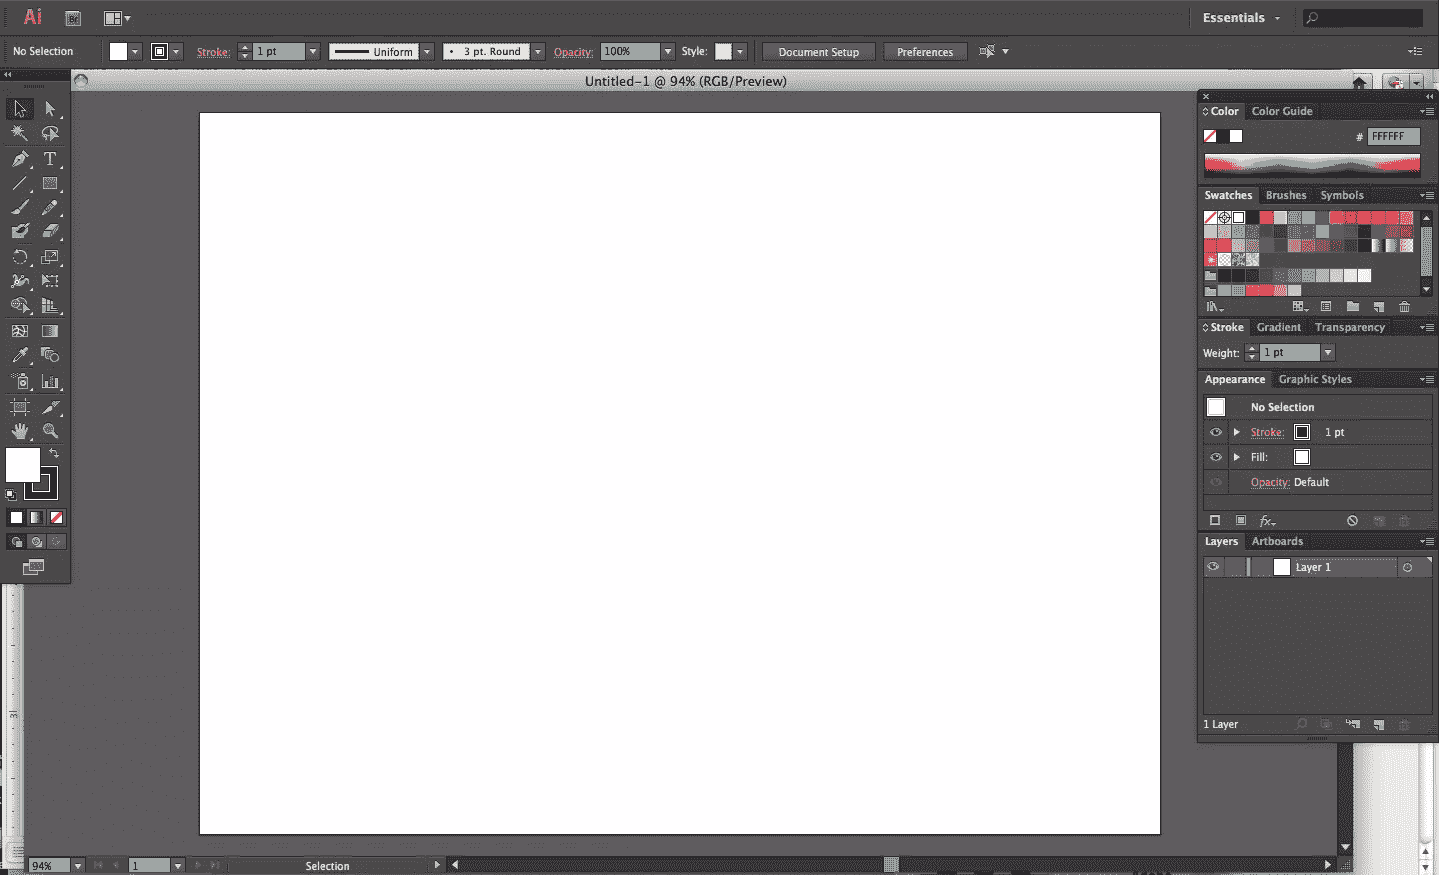 Ai Br Essentials
No Selection Stroke: 1 pt Uniform 3 pt. Round Opacity: 100% Style: Document Setup Preferences
Untitled-1 @ 94% (RGB/Preview)
Color Color Guide
# FFFFFF
Swatches Brushes Symbols
Stroke Gradient Transparency
Weight: 1 pt
Appearance Graphic Styles
No Selection
Stroke: 1 pt
Fill:
Opacity: Default
fx
Layers Artboards
Layer 1
1 Layer
94% 1 Selection